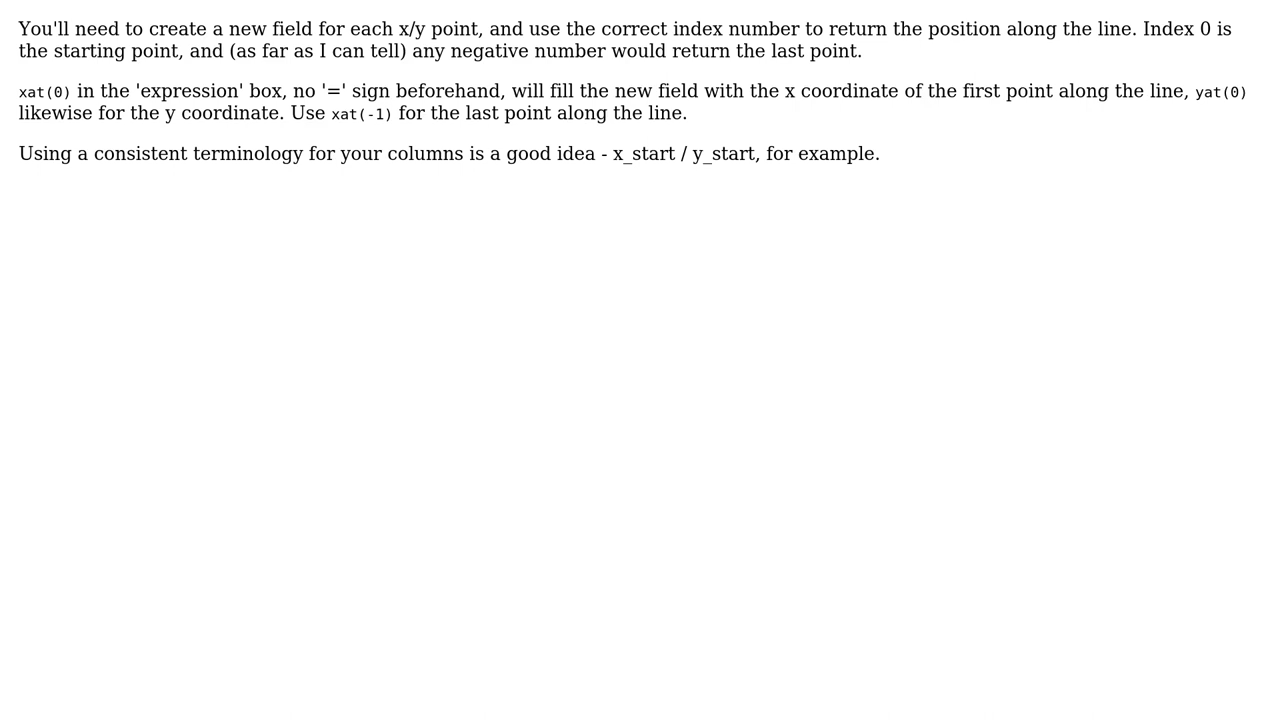 You'll need to create a new field for each x/y point, and use the correct index number to return the position along the line. Index 0 is
the starting point, and (as far as I can tell) any negative number would return the last point.
xat(0) in the 'expression' box, no '=' sign beforehand, will fill the new field with the x coordinate of the first point along the line, yat(0)
likewise for the y coordinate. Use xat(-1) for the last point along the line.
Using a consistent terminology for your columns is a good idea - x_start / y_start, for example.